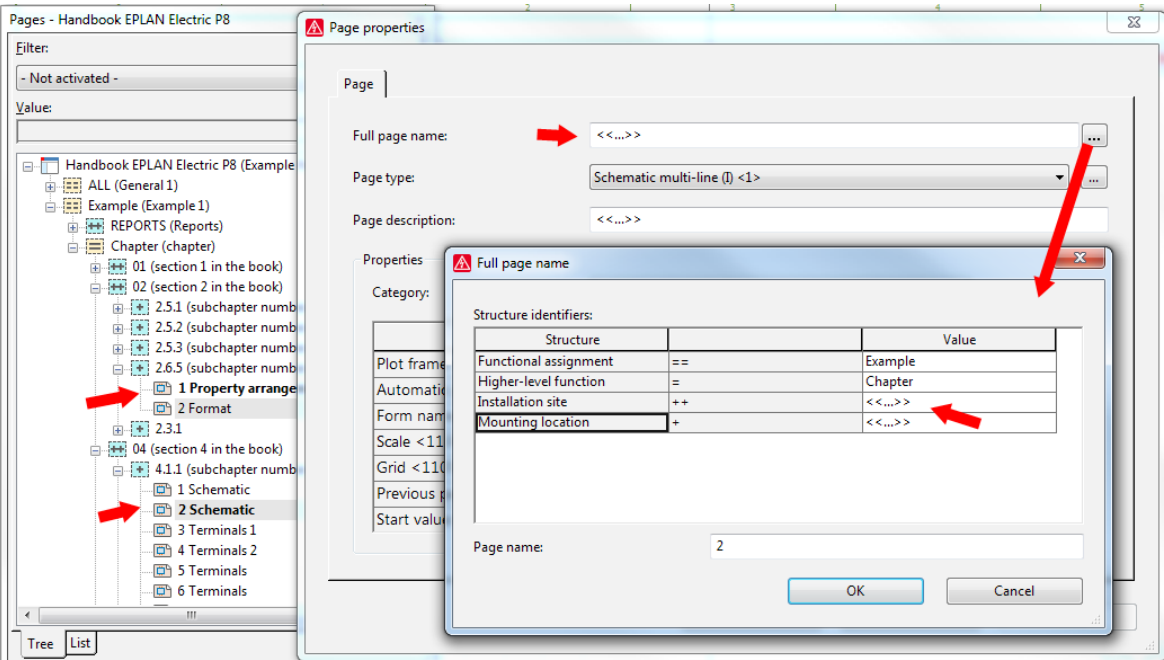 Pages - Handbook EPLAN Electric P8
Filter:
- Not activated -
Value:
Handbook EPLAN Electric P8 (Example
ALL (General 1)
Example (Example 1)
REPORTS (Reports)
Chapter (chapter)
01 (section 1 in the book)
02 (section 2 in the book)
2.5.1 (subchapter numb
2.5.2 (subchapter numb
2.5.3 (subchapter numb
2.6.5 (subchapter numb
1 Property arrange
2 Format
2.3.1
04 (section 4 in the book)
4.1.1 (subchapter numb
1 Schematic
2 Schematic
3 Terminals 1
4 Terminals 2
5 Terminals
6 Terminals
Tree List
3 4 5
Page properties
Page
Full page name: <<...>> ...
Page type: Schematic multi-line (I) <1> ...
Page description: <<...>>
Properties
Category:
Plot frame
Automatic
Form nam
Scale <11
Grid <110
Previous p
Start valu
Full page name
Structure identifiers:
Structure Value
Functional assignment == Example
Higher-level function = Chapter
Installation site ++ <<...>>
Mounting location + <<...>>
Page name: 2
OK Cancel